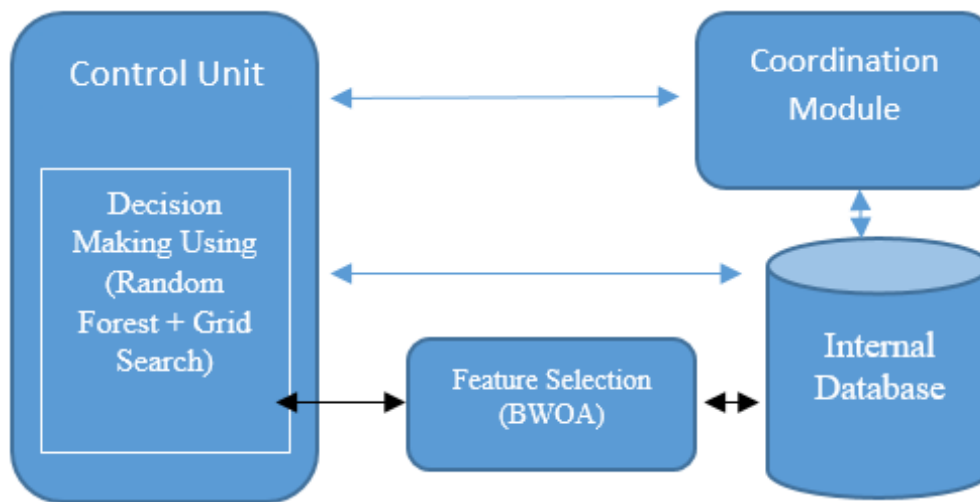 Control Unit
Decision
Making Using
(Random
Forest + Grid
Search)
Coordination
Module
Feature Selection
(BWOA)
Internal
Database